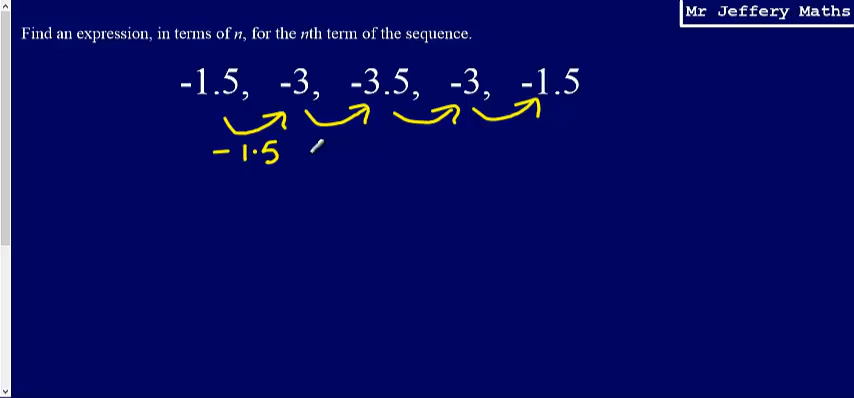 Mr Jeffery Maths
Find an expression, in terms of n, for the nth term of the sequence.
-1.5, -3, -3.5, -3, -1.5
-1.5